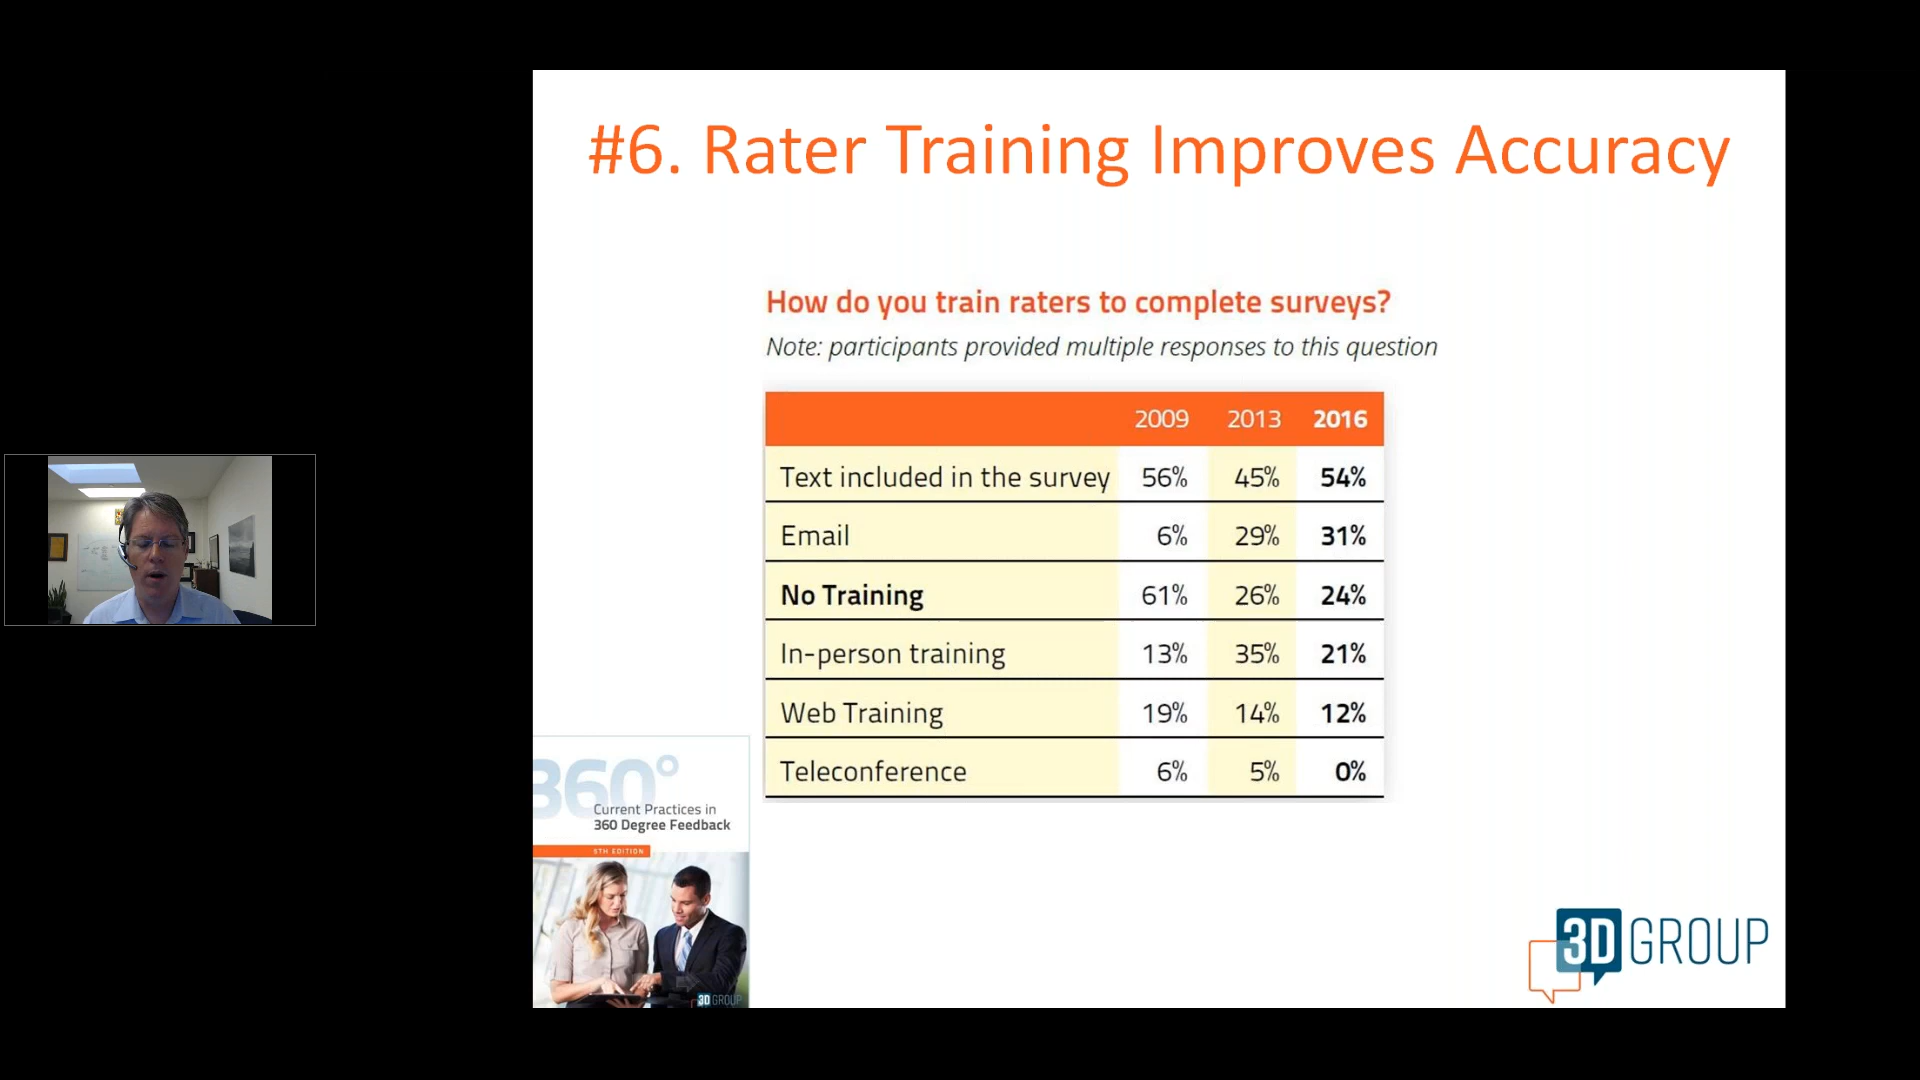 #6. Rater Training Improves Accuracy
How do you train raters to complete surveys?
Note: participants provided multiple responses to this question
2009 2013 2016
Text included in the survey 56% 45% 54%
Email 6% 29% 31%
No Training 61% 26% 24%
In-person training 13% 35% 21%
Web Training 19% 14% 12%
Teleconference 6% 5% 0%
360°
Current Practices in
360 Degree Feedback
5TH EDITION
3D GROUP
3D GROUP